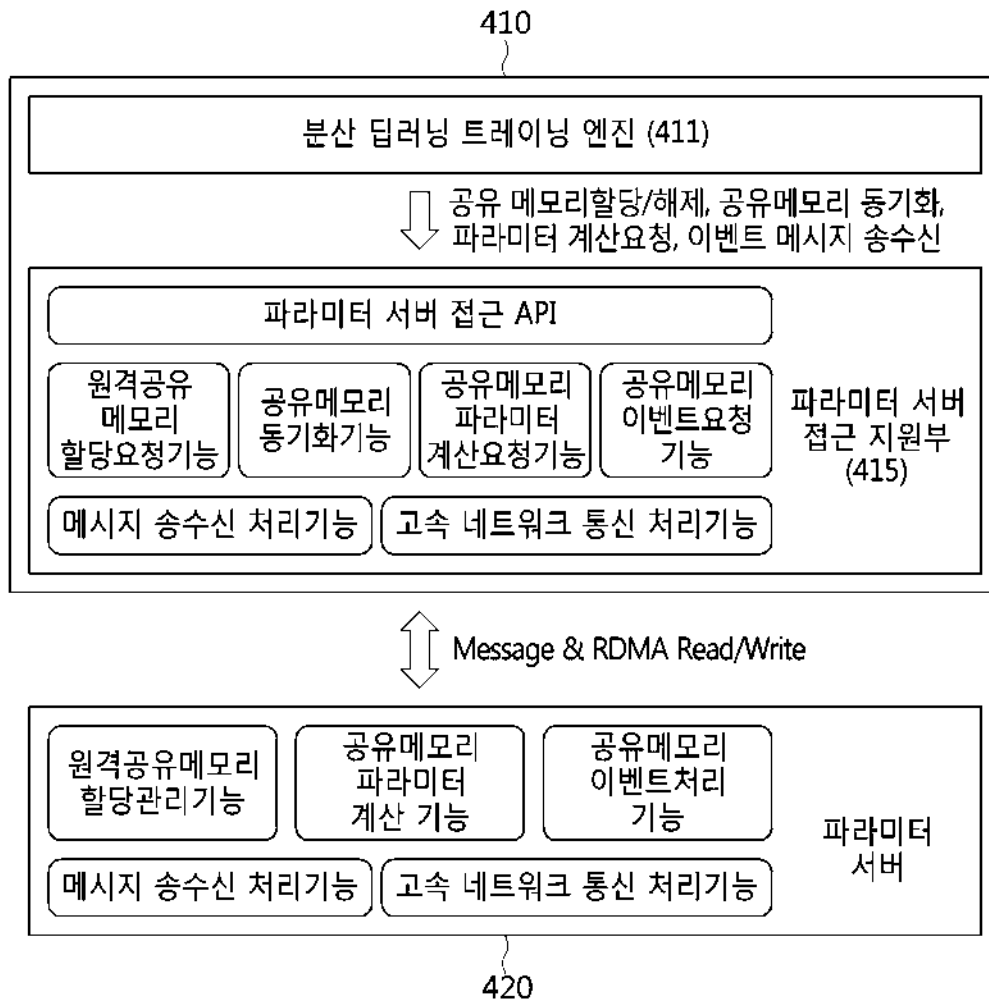 410
분산 딥러닝 트레이닝 엔진 (411)
공유 메모리할당/해제, 공유메모리 동기화,
파라미터 계산요청, 이벤트 메시지 송수신
파라미터 서버 접근 API
원격공유
메모리
할당요청기능
공유메모리
동기화기능
공유메모리
파라미터
계산요청기능
공유메모리
이벤트요청
기능
파라미터 서버
접근 지원부
(415)
메시지 송수신 처리기능
고속 네트워크 통신 처리기능
Message & RDMA Read/Write
원격공유메모리
할당관리기능
공유메모리
파라미터
계산 기능
공유메모리
이벤트처리
기능
파라미터
서버
메시지 송수신 처리기능
고속 네트워크 통신 처리기능
420